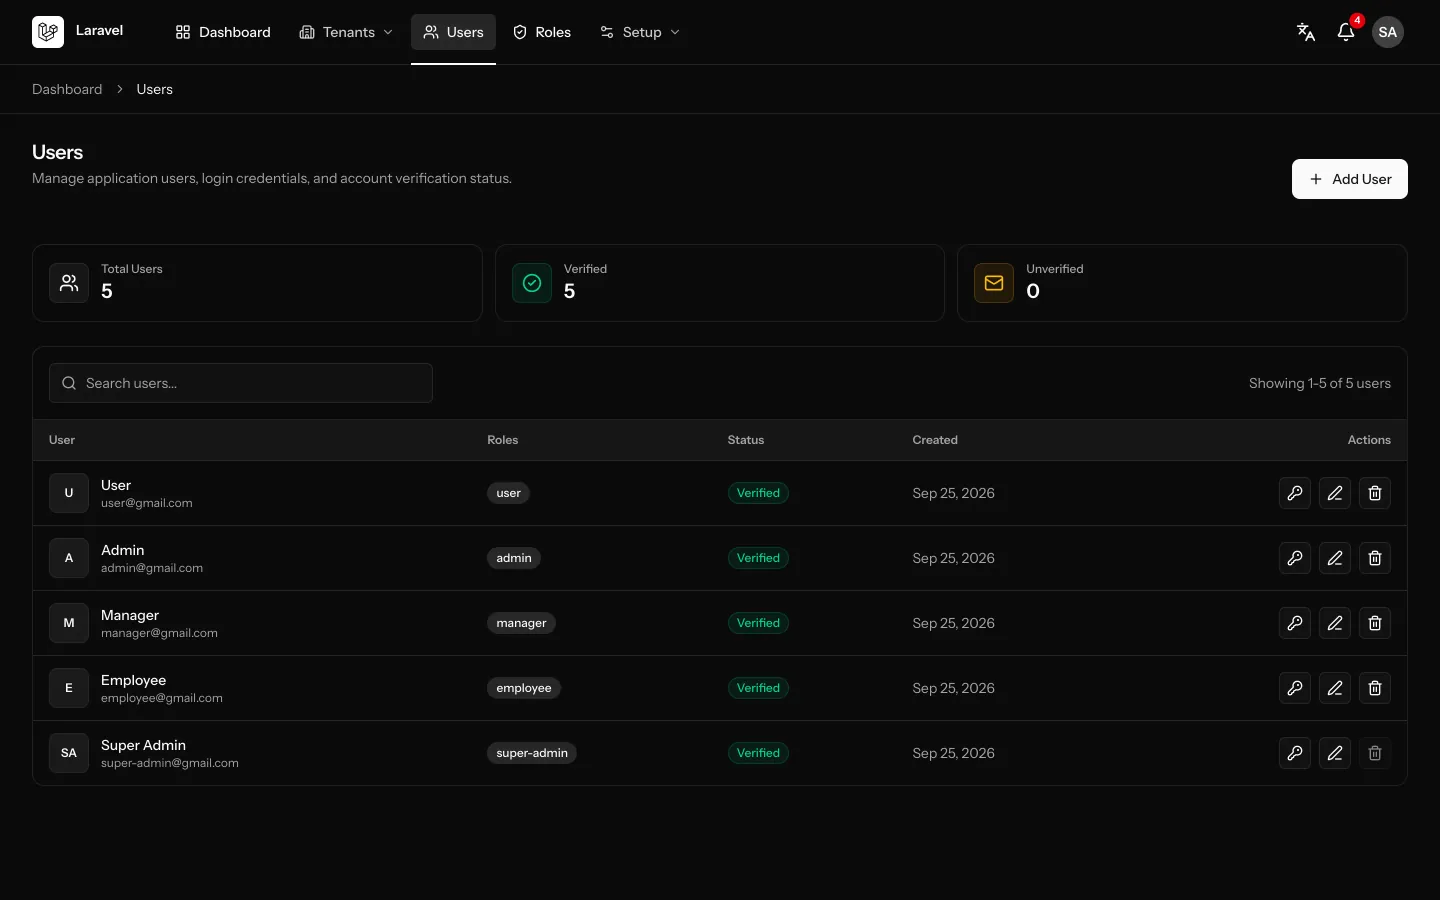 Laravel
Dashboard
Tenants
Users
Roles
Setup
4
SA
Dashboard > Users
Users
Manage application users, login credentials, and account verification status.
Add User
Total Users
5
Verified
5
Unverified
0
Search users...
Showing 1-5 of 5 users
User Roles Status Created Actions
U
User
user@gmail.com
user
Verified
Sep 25, 2026
A
Admin
admin@gmail.com
admin
Verified
Sep 25, 2026
M
Manager
manager@gmail.com
manager
Verified
Sep 25, 2026
E
Employee
employee@gmail.com
employee
Verified
Sep 25, 2026
SA
Super Admin
super-admin@gmail.com
super-admin
Verified
Sep 25, 2026